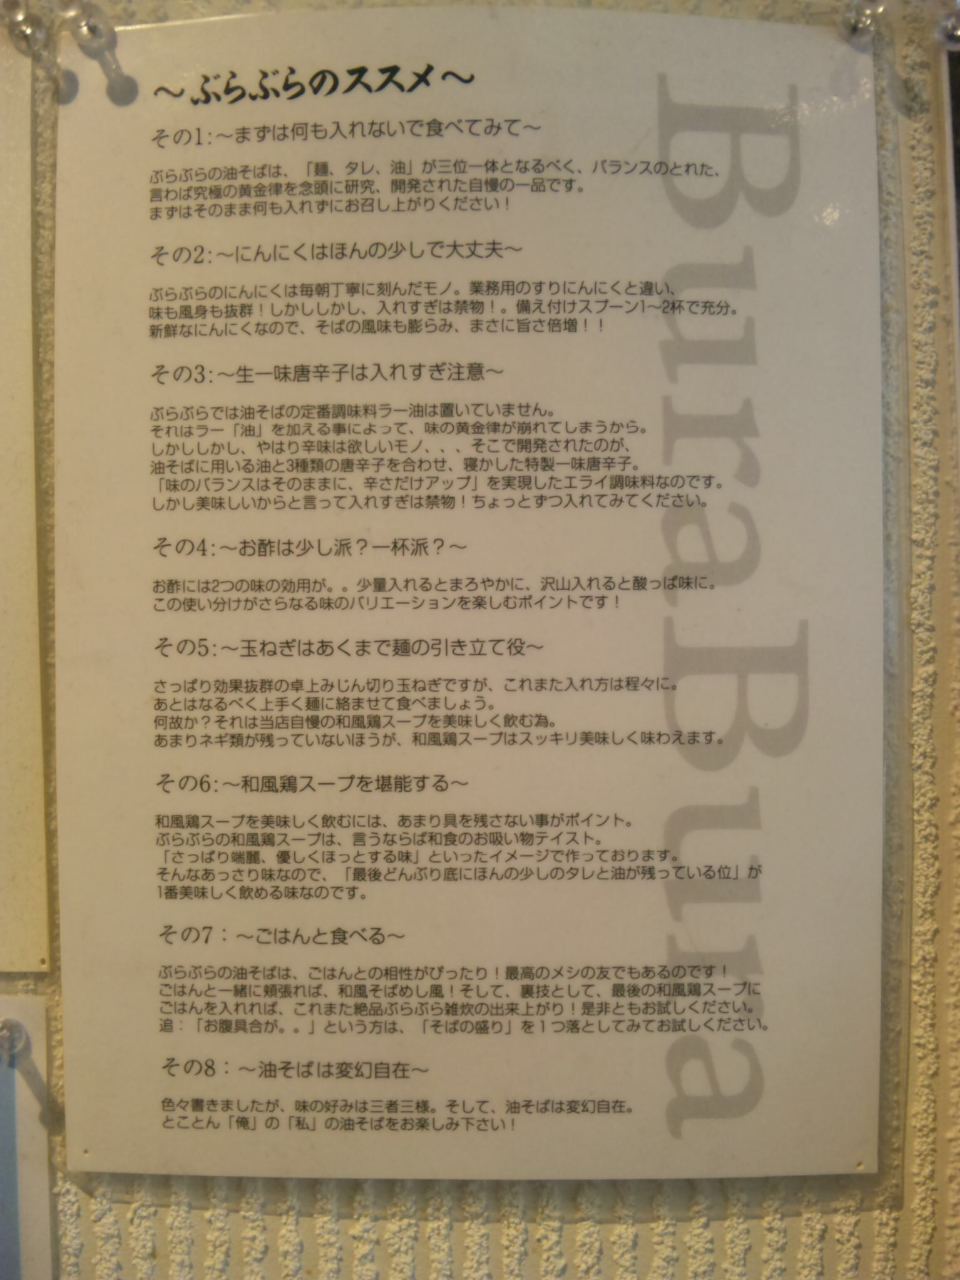 ～ぶらぶらのススメ～
その1:～まずは何も入れないで食べてみて～
ぶらぶらの油そばは、「麺、タレ、油」が三位一体となるべく、バランスのとれた、
言わば究極の黄金律を念頭に研究、開発された自慢の一品です。
まずはそのまま何も入れずにお召し上がりください！
その2:～にんにくはほんの少しで大丈夫～
ぶらぶらのにんにくは毎朝丁寧に刻んだモノ。業務用のすりにんにくと違い、
味も風身も抜群！しかししかし、入れすぎは禁物！。備え付けスプーン1～2杯で充分。
新鮮なにんにくなので、そばの風味も膨らみ、まさに旨さ倍増！！
その3:～生一味唐辛子は入れすぎ注意～
ぶらぶらでは油そばの定番調味料ラー油は置いていません。
それはラー「油」を加える事によって、味の黄金律が崩れてしまうから。
しかししかし、やはり辛味は欲しいモノ、、、そこで開発されたのが、
油そばに用いる油と3種類の唐辛子を合わせ、寝かした特製一味唐辛子。
「味のバランスはそのままに、辛さだけアップ」を実現したエライ調味料なのです。
しかし美味しいからと言って入れすぎは禁物！ちょっとずつ入れてみてください。
その4:～お酢は少し派？一杯派？～
お酢には2つの味の効用が。。少量入れるとまろやかに、沢山入れると酸っぱ味に。
この使い分けがさらなる味のバリエーションを楽しむポイントです！
その5:～玉ねぎはあくまで麺の引き立て役～
さっぱり効果抜群の卓上みじん切り玉ねぎですが、これまた入れ方は程々に。
あとはなるべく上手く麺に絡ませて食べましょう。
何故か？それは当店自慢の和風鶏スープを美味しく飲む為。
あまりネギ類が残っていないほうが、和風鶏スープはスッキリ美味しく味わえます。
その6:～和風鶏スープを堪能する～
和風鶏スープを美味しく飲むには、あまり具を残さない事がポイント。
ぶらぶらの和風鶏スープは、言うならば和食のお吸い物テイスト。
「さっぱり端麗、優しくほっとする味」といったイメージで作っております。
そんなあっさり味なので、「最後どんぶり底にほんの少しのタレと油が残っている位」が
1番美味しく飲める味なのです。
その7：～ごはんと食べる～
ぶらぶらの油そばは、ごはんとの相性がぴったり！最高のメシの友でもあるのです！
ごはんと一緒に頬張れば、和風そばめし風！そして、裏技として、最後の和風鶏スープに
ごはんを入れれば、これまた絶品ぶらぶら雑炊の出来上がり！是非ともお試しください。
追：「お腹具合が。。」という方は、「そばの盛り」を1つ落としてみてお試しください。
その8：～油そばは変幻自在～
色々書きましたが、味の好みは三者三様。そして、油そばは変幻自在。
とことん「俺」の「私」の油そばをお楽しみ下さい！
BuraBura